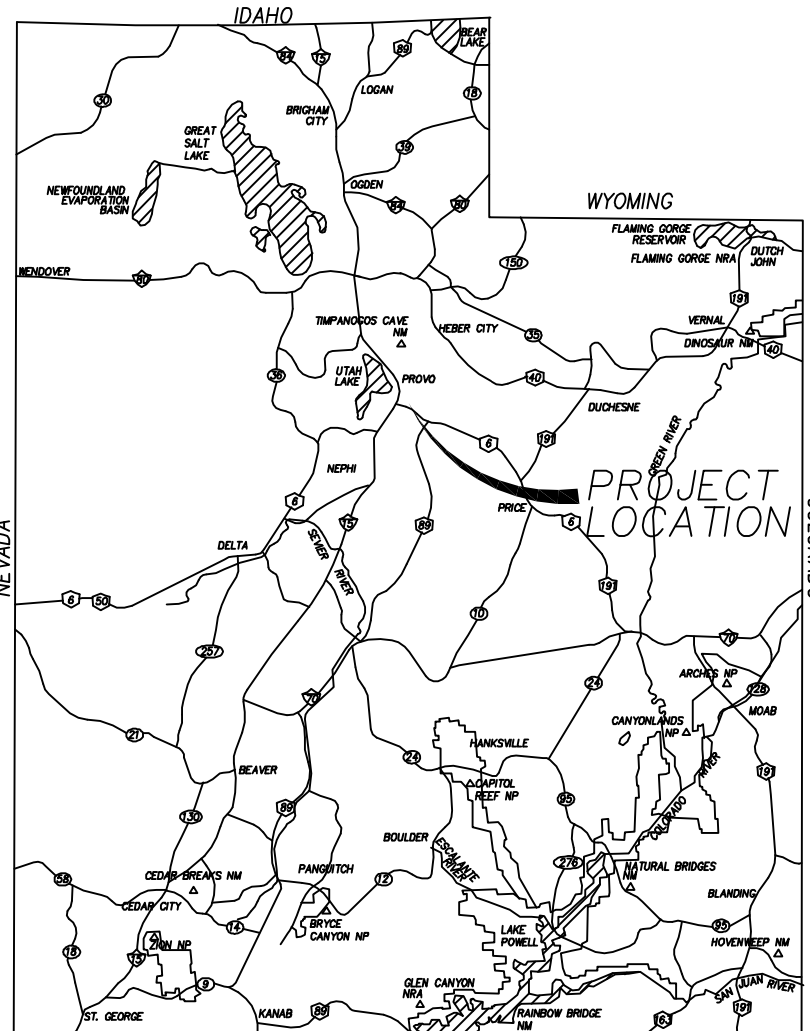 IDAHO
BEAR
LAKE
84
15
89
30
LOGAN
18
BRIGHAM
CITY
GREAT
SALT
LAKE
39
NEWFOUNDLAND
EVAPORATION
BASIN
OGDEN
84
80
WYOMING
FLAMING GORGE
RESERVOIR
DUTCH
JOHN
FLAMING GORGE NRA
150
WENDOVER
80
191
TIMPANOGOS CAVE
NM
HEBER CITY
35
VERNAL
DINOSAUR NM
40
36
UTAH
LAKE
PROVO
40
DUCHESNE
6
191
GREEN RIVER
NEPHI
PROJECT
LOCATION
6
PRICE
6
15
89
NEVADA
DELTA
SEVIER
RIVER
6
50
191
10
257
70
24
ARCHES NP
128
70
MOAB
21
CANYONLANDS
NP
24
HANKSVILLE
BEAVER
191
CAPITOL
REEF NP
95
RIVER
COLORADO
89
130
BOULDER
ESCALANTE
RIVER
276
NATURAL BRIDGES
NM
58
CEDAR BREAKS NM
PANGUITCH
12
BLANDING
CEDAR CITY
14
BRYCE
CANYON NP
95
LAKE
POWELL
ZION NP
HOVENWEEP NM
18
15
9
GLEN CANYON
NRA
SAN JUAN RIVER
ST. GEORGE
KANAB
89
RAINBOW BRIDGE
NM
163
191